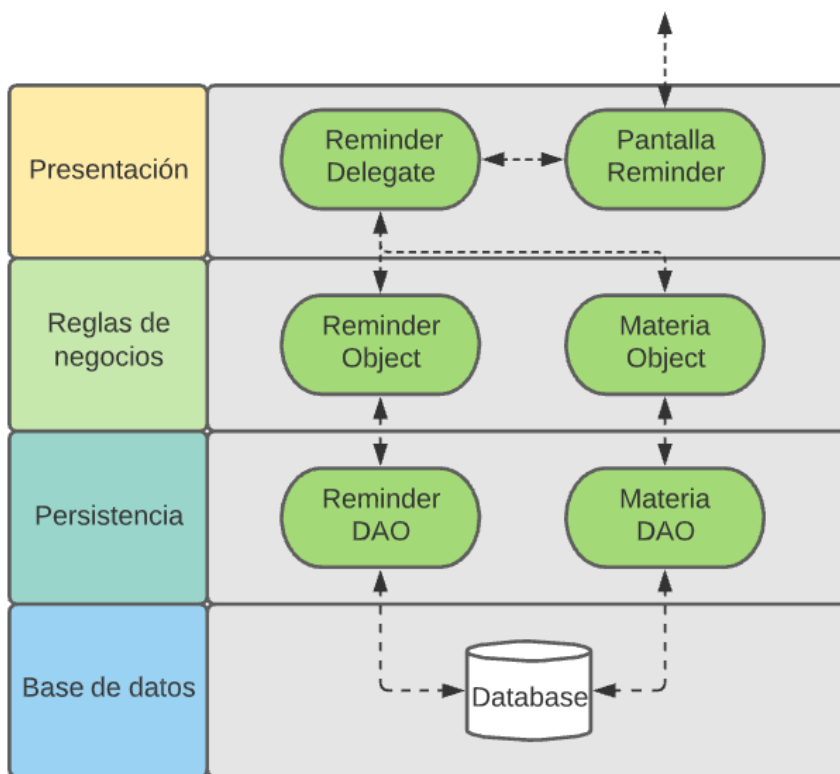 Presentación
Reminder
Delegate
Pantalla
Reminder
Reglas de
negocios
Reminder
Object
Materia
Object
Persistencia
Reminder
DAO
Materia
DAO
Base de datos
Database